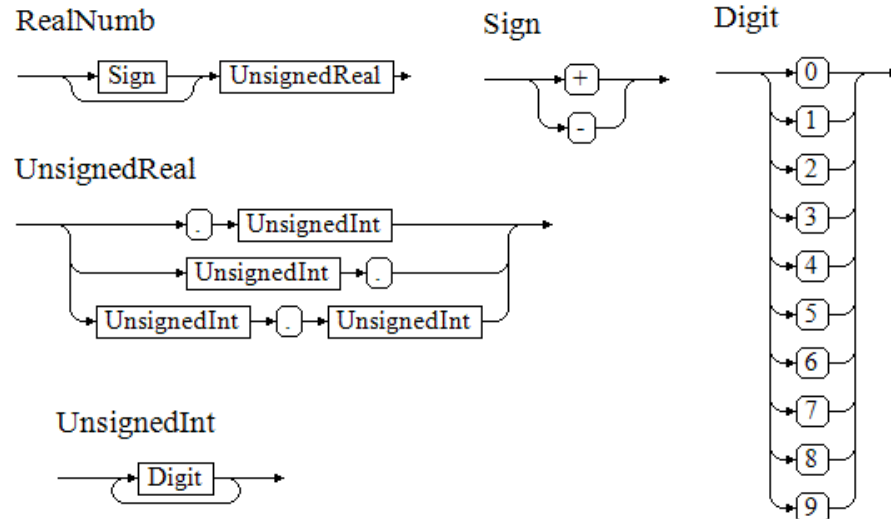 RealNumb
Sign UnsignedReal
Sign
+
-
Digit
0
1
2
3
4
5
6
7
8
9
UnsignedReal
. UnsignedInt
UnsignedInt .
UnsignedInt . UnsignedInt
UnsignedInt
Digit